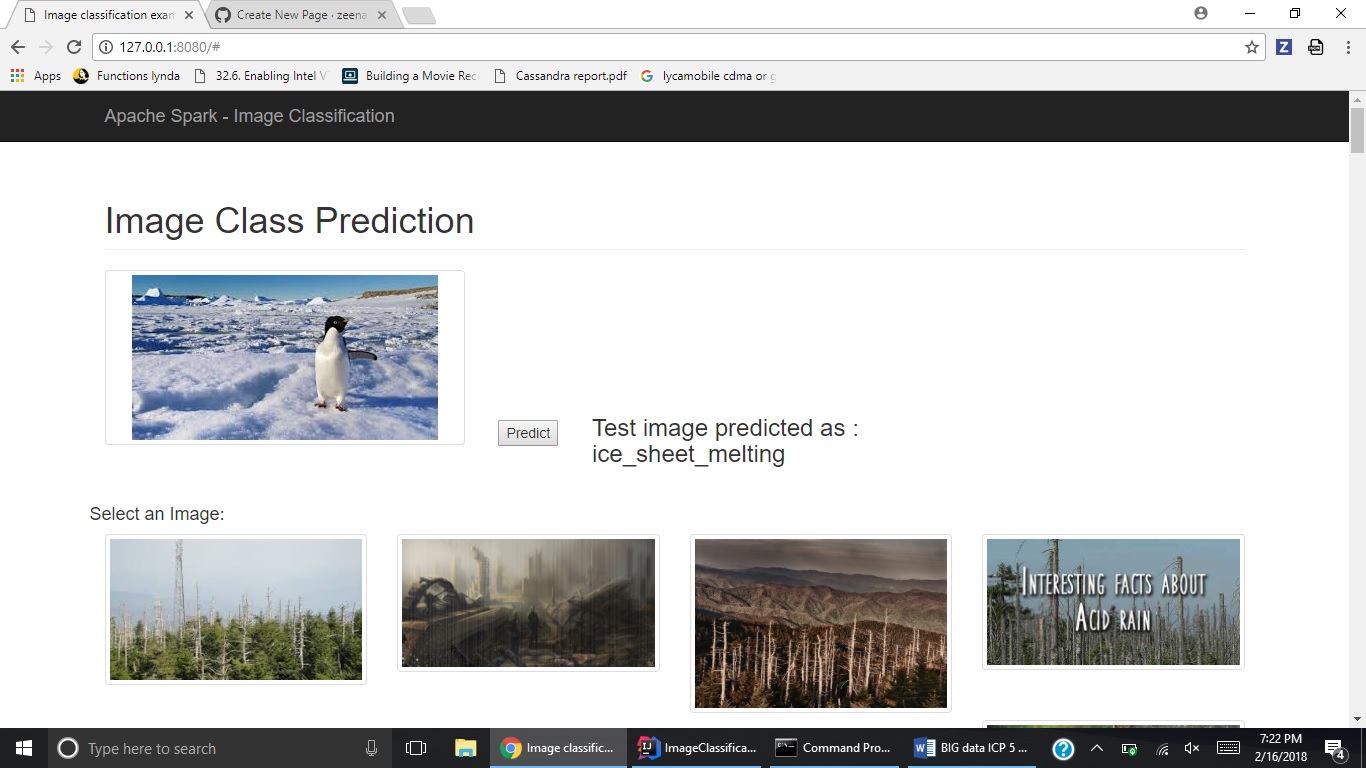 Image classification exam
Create New Page · zeena
127.0.0.1:8080/#
Apps
Functions lynda
32.6. Enabling Intel V
Building a Movie Rec
Cassandra report.pdf
lycamobile cdma or g
Apache Spark - Image Classification
Image Class Prediction
Predict
Test image predicted as :
ice_sheet_melting
Select an Image:
Interesting facts about
Acid rain
Type here to search
Image classific...
ImageClassifica...
Command Pro...
BIG data ICP 5 ...
7:22 PM
2/16/2018
4